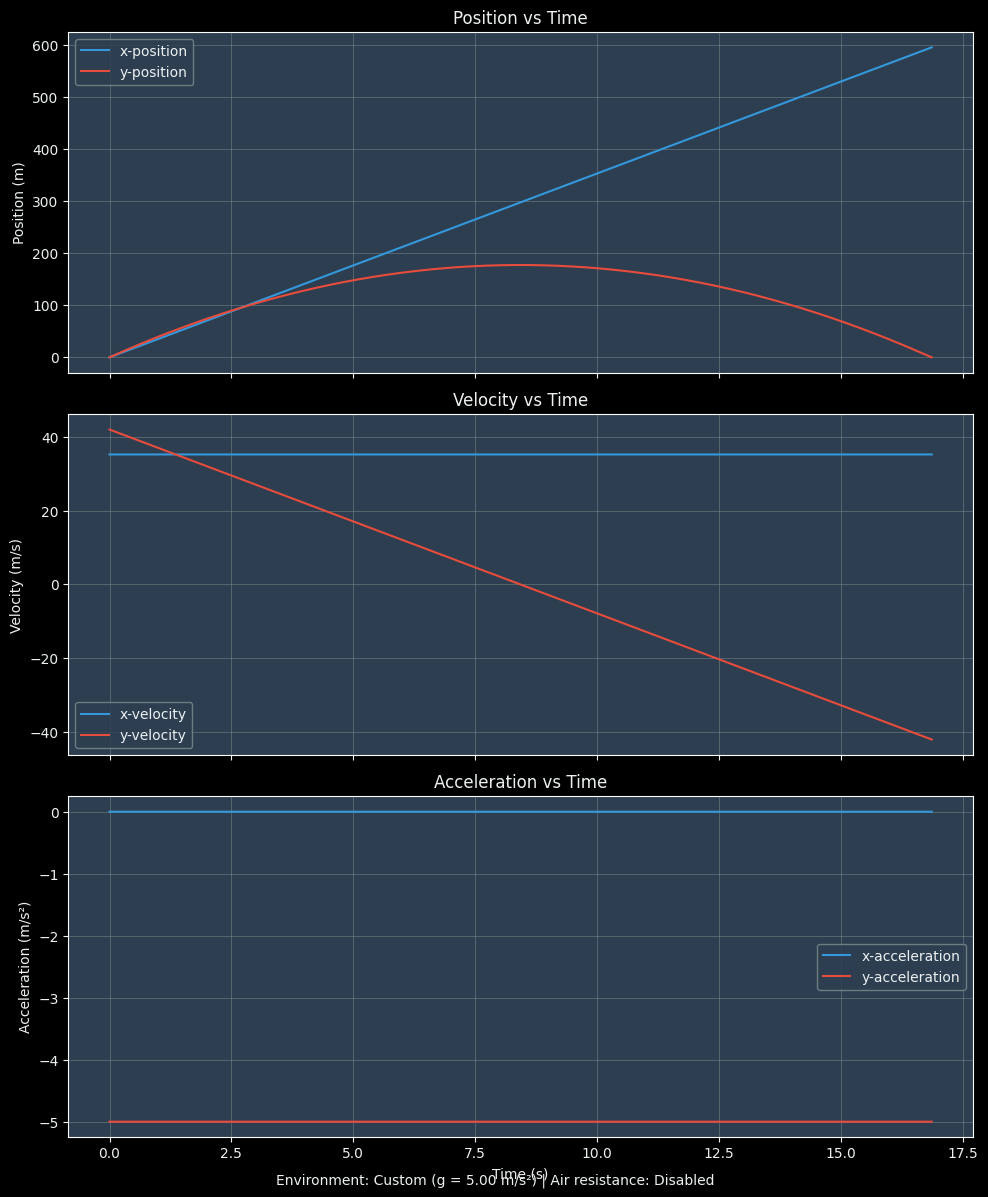 Position vs Time
x-position
y-position
Position (m)
600
500
400
300
200
100
0
Velocity vs Time
x-velocity
y-velocity
Velocity (m/s)
40
20
0
−20
−40
Acceleration vs Time
x-acceleration
y-acceleration
Acceleration (m/s²)
0
−1
−2
−3
−4
−5
0.0 2.5 5.0 7.5 10.0 12.5 15.0 17.5
Time (s)
Environment: Custom (g = 5.00 m/s²) | Air resistance: Disabled